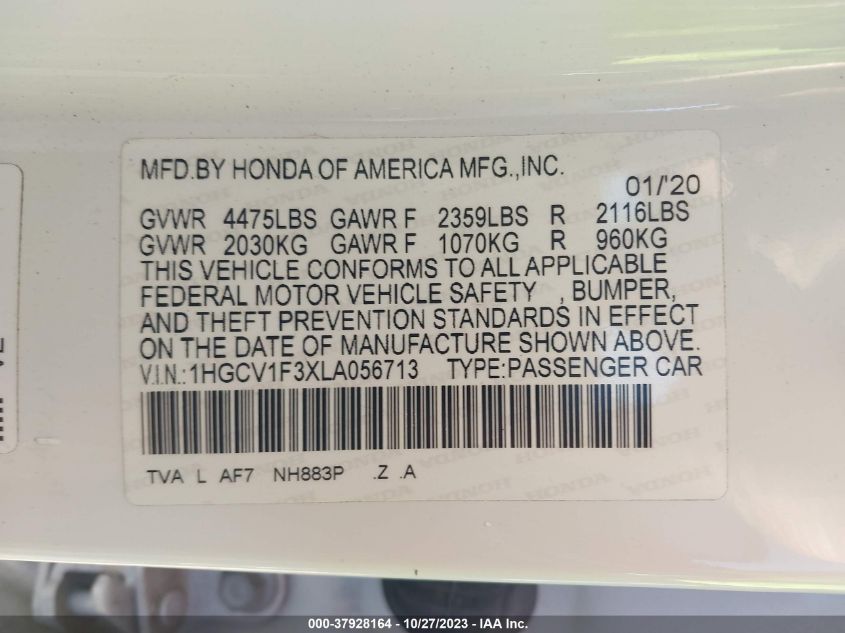 MFD.BY HONDA OF AMERICA MFG.,INC.
01/'20
GVWR 4475LBS GAWR F 2359LBS R 2116LBS
GVWR 2030KG GAWR F 1070KG R 960KG
THIS VEHICLE CONFORMS TO ALL APPLICABLE
FEDERAL MOTOR VEHICLE SAFETY , BUMPER,
AND THEFT PREVENTION STANDARDS IN EFFECT
ON THE DATE OF MANUFACTURE SHOWN ABOVE.
V.I.N.:1HGCV1F3XLA056713 TYPE:PASSENGER CAR
TVA L AF7 NH883P .Z .A
000-37928164 - 10/27/2023 - IAA Inc.